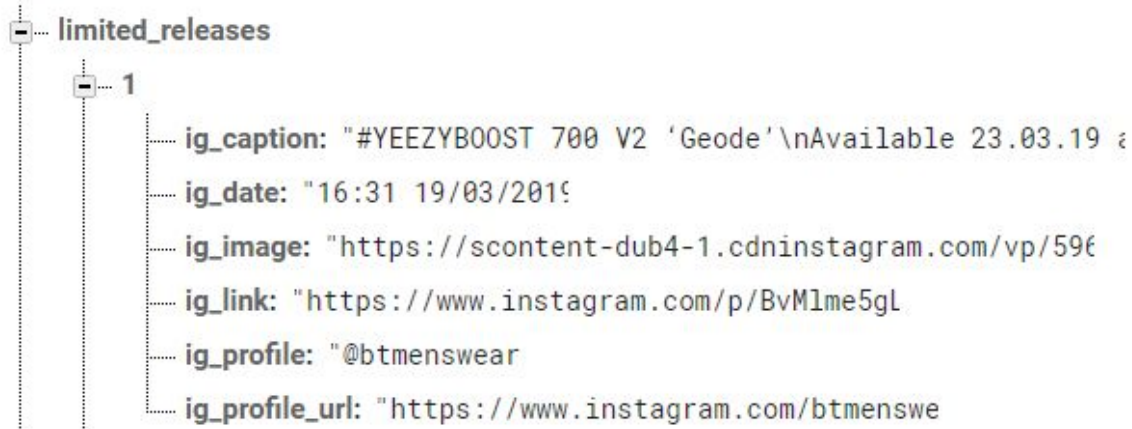 limited_releases
1
ig_caption: "#YEEZYBOOST 700 V2 ‘Geode’\nAvailable 23.03.19 a
ig_date: "16:31 19/03/2019
ig_image: "https://scontent-dub4-1.cdninstagram.com/vp/596
ig_link: "https://www.instagram.com/p/BvMlme5gL
ig_profile: "@btmenswear
ig_profile_url: "https://www.instagram.com/btmenswe